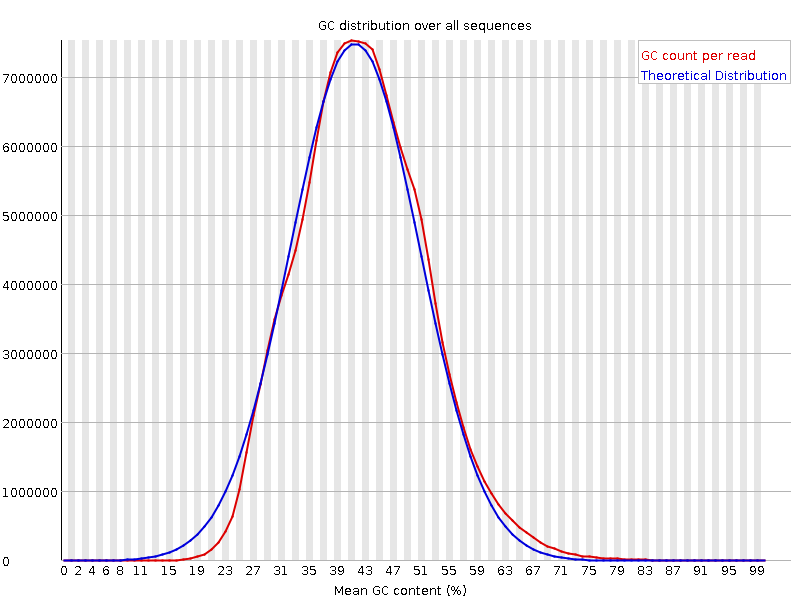 GC distribution over all sequences
GC count per read
Theoretical Distribution
7000000
6000000
5000000
4000000
3000000
2000000
1000000
0
0 2 4 6 8 11 15 19 23 27 31 35 39 43 47 51 55 59 63 67 71 75 79 83 87 91 95 99
Mean GC content (%)